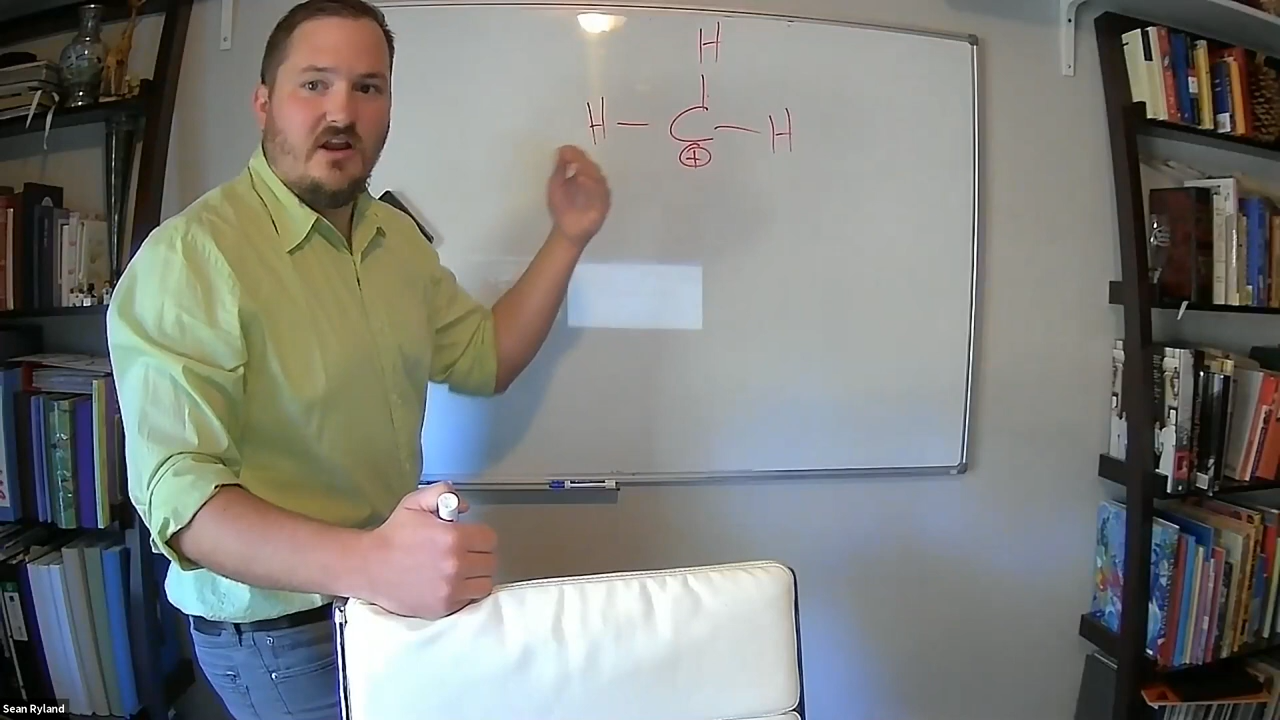 H
H - C - H
⊕
Sean Ryland